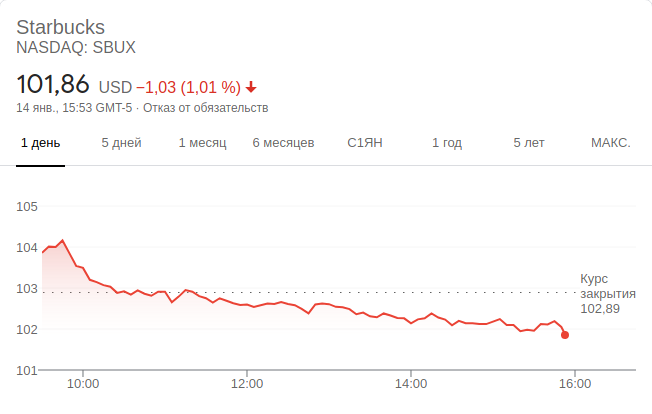 Starbucks
NASDAQ: SBUX
101,86 USD −1,03 (1,01 %)
14 янв., 15:53 GMT-5 · Отказ от обязательств
1 день 5 дней 1 месяц 6 месяцев С1ЯН 1 год 5 лет МАКС.
105
104
103
102
101
Курс
закрытия
102,89
10:00 12:00 14:00 16:00